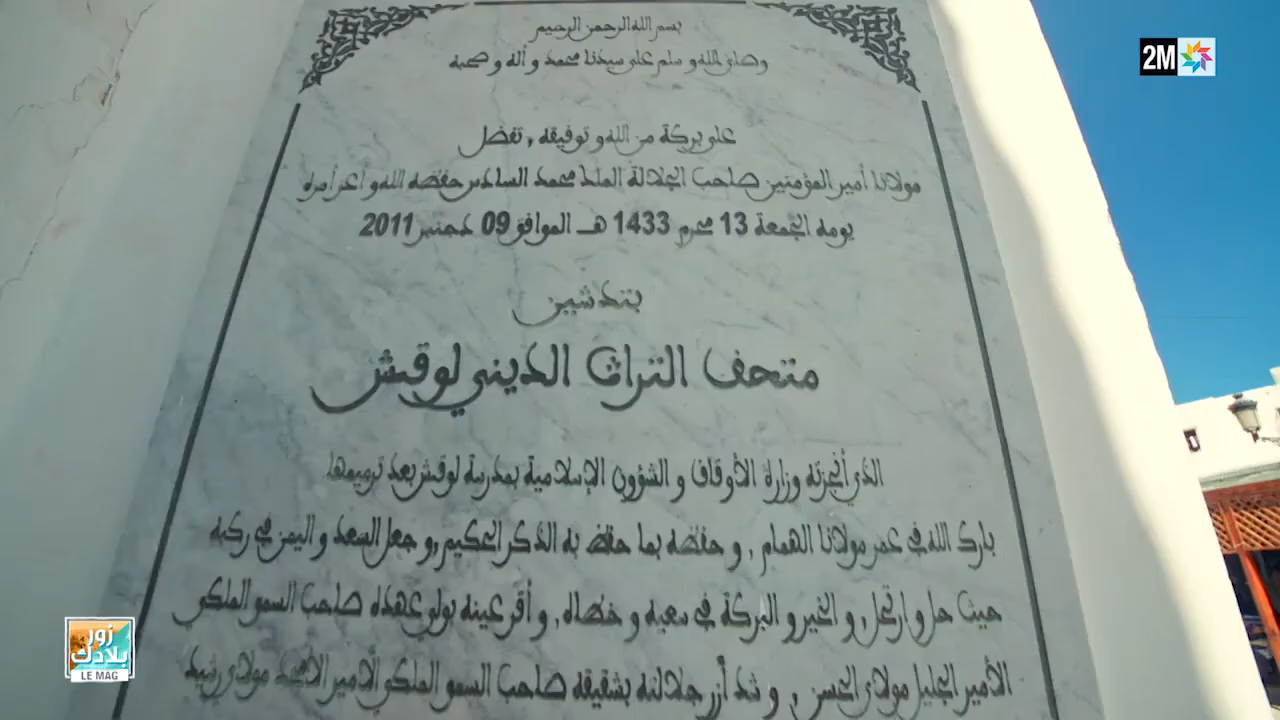 بسم الله الرحمن الرحيم
وصلى الله وسلم على سيدنا محمد وآله وصحبه
على بركة من الله وتوفيقه، تفضل
مولانا أمير المؤمنين صاحب الجلالة الملك محمد السادس حفظه الله وأعز أمره
يومه الجمعة 13 محرم 1433 هـ الموافق 09 دجنبر 2011
بتدشين
متحف التراث الديني لوقش
الذي أنجزته وزارة الأوقاف والشؤون الإسلامية بمدرسة لوقش بعد ترميمها
بارك الله في عمر مولانا الهمام، وحفظه بما حفظ به الذكر الحكيم، وجعل السعد واليمن في ركبه
حيث حل وارتحل، والخير والبركة في سعيه وخطاه، وأقر عينه بولي عهده صاحب السمو الملكي
الأمير الجليل مولاي الحسن، وشد أزر جلالته بشقيقه صاحب السمو الملكي الأمير الأمجد مولاي رشيد
2M
زور
بلادك
LE MAG